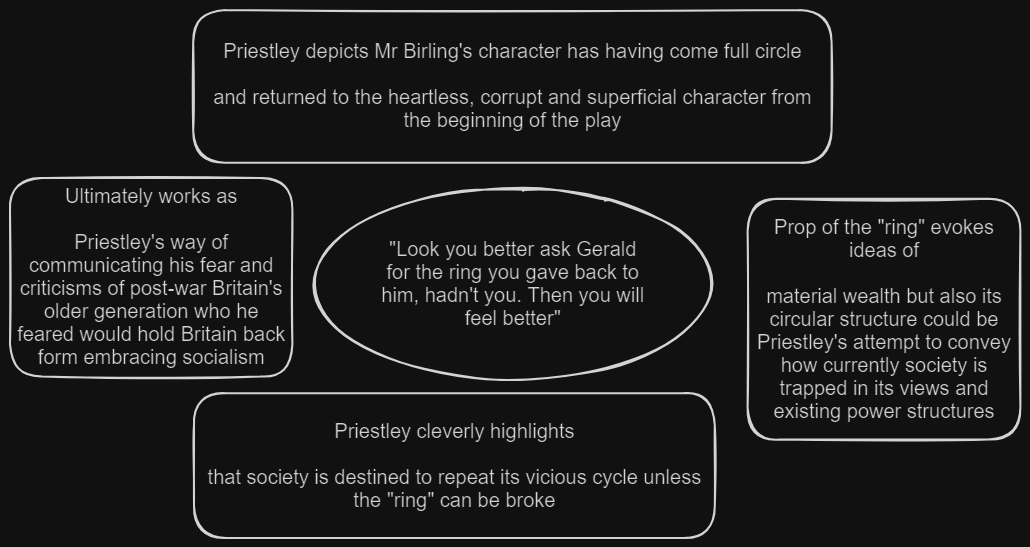 Priestley depicts Mr Birling's character has having come full circle
and returned to the heartless, corrupt and superficial character from
the beginning of the play
Ultimately works as
Priestley's way of
communicating his fear and
criticisms of post-war Britain's
older generation who he
feared would hold Britain back
form embracing socialism
"Look you better ask Gerald
for the ring you gave back to
him, hadn't you. Then you will
feel better"
Prop of the "ring" evokes
ideas of
material wealth but also its
circular structure could be
Priestley's attempt to convey
how currently society is
trapped in its views and
existing power structures
Priestley cleverly highlights
that society is destined to repeat its vicious cycle unless
the "ring" can be broke